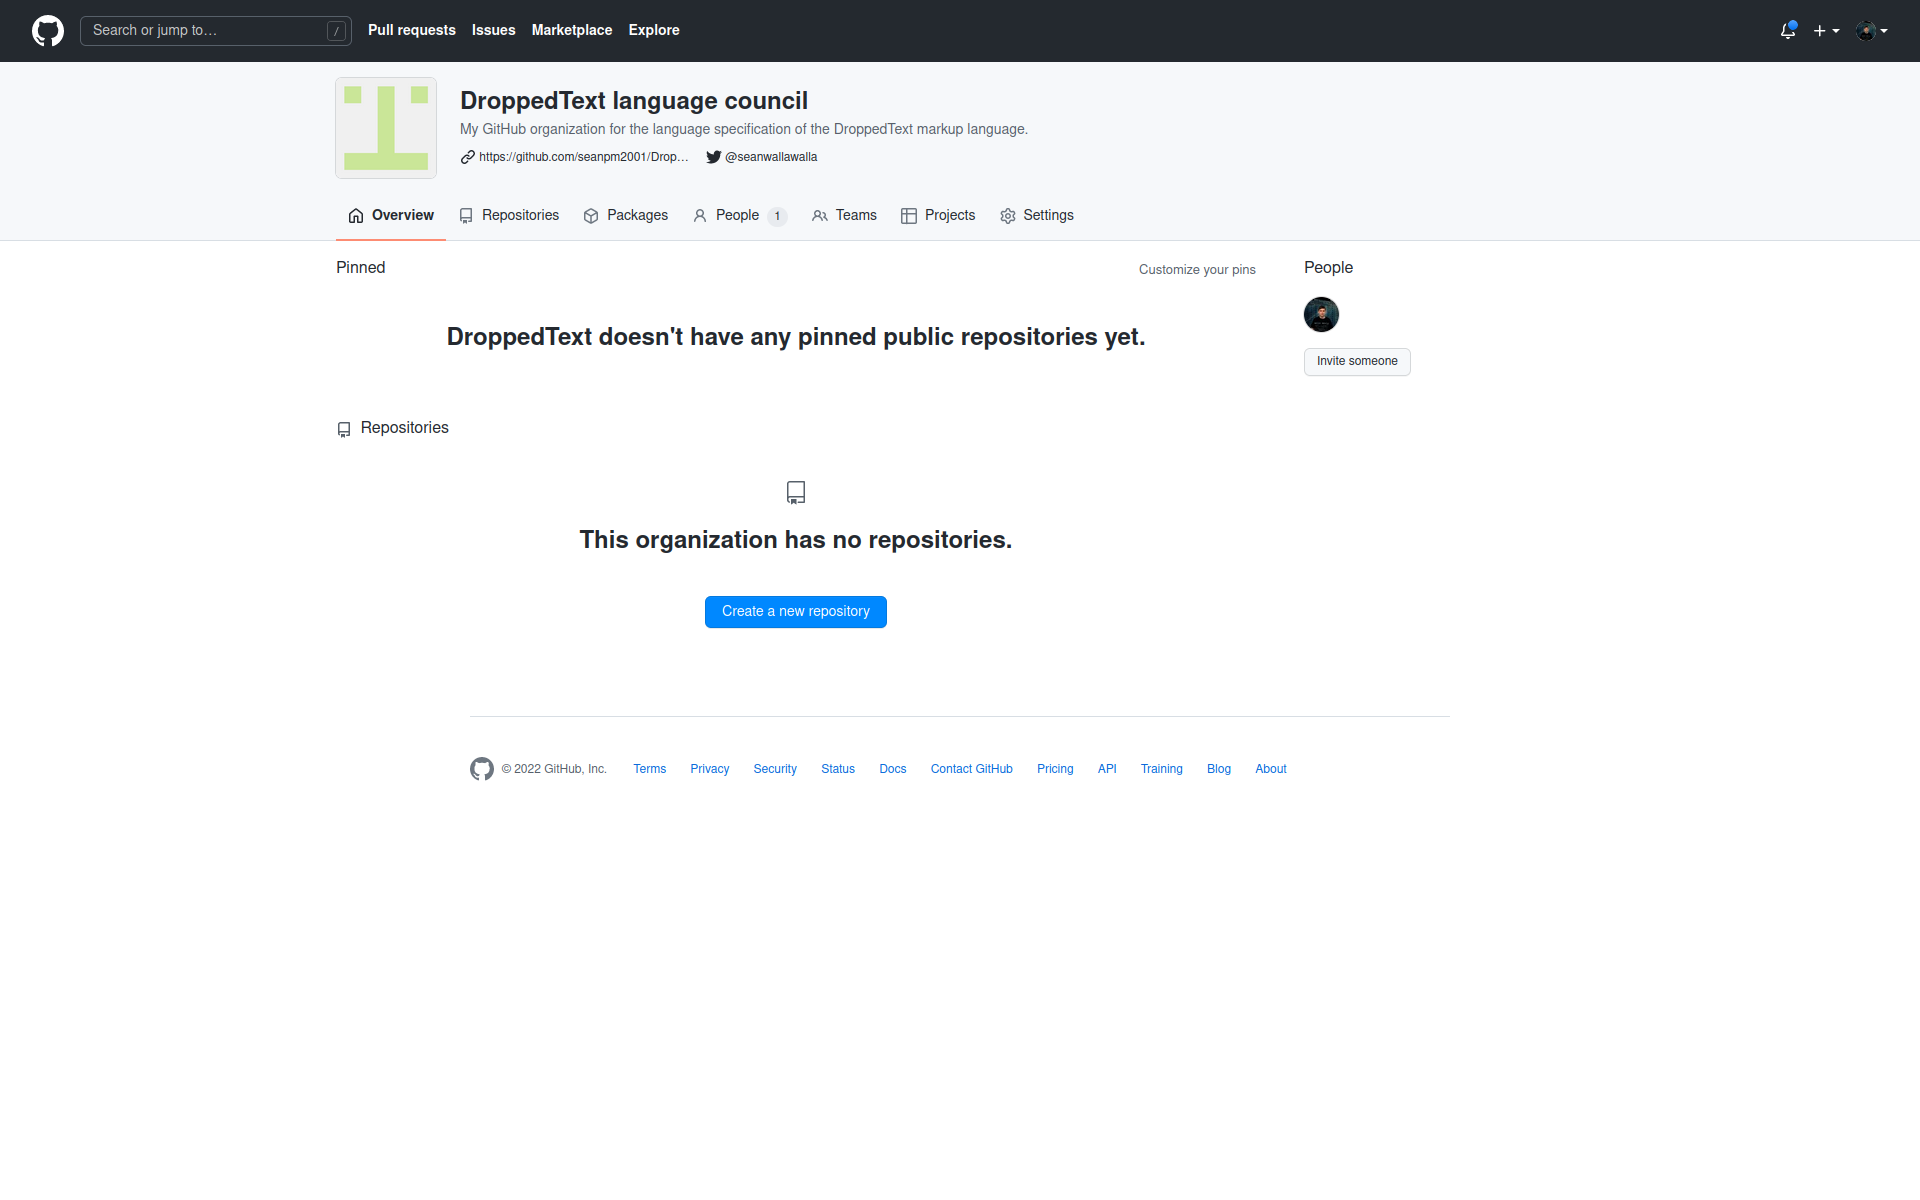 Search or jump to… /
Pull requests Issues Marketplace Explore
DroppedText language council
My GitHub organization for the language specification of the DroppedText markup language.
https://github.com/seanpm2001/Drop… @seanwallawalla
Overview Repositories Packages People 1 Teams Projects Settings
Pinned Customize your pins People
DroppedText doesn't have any pinned public repositories yet.
Invite someone
Repositories
This organization has no repositories.
Create a new repository
© 2022 GitHub, Inc. Terms Privacy Security Status Docs Contact GitHub Pricing API Training Blog About